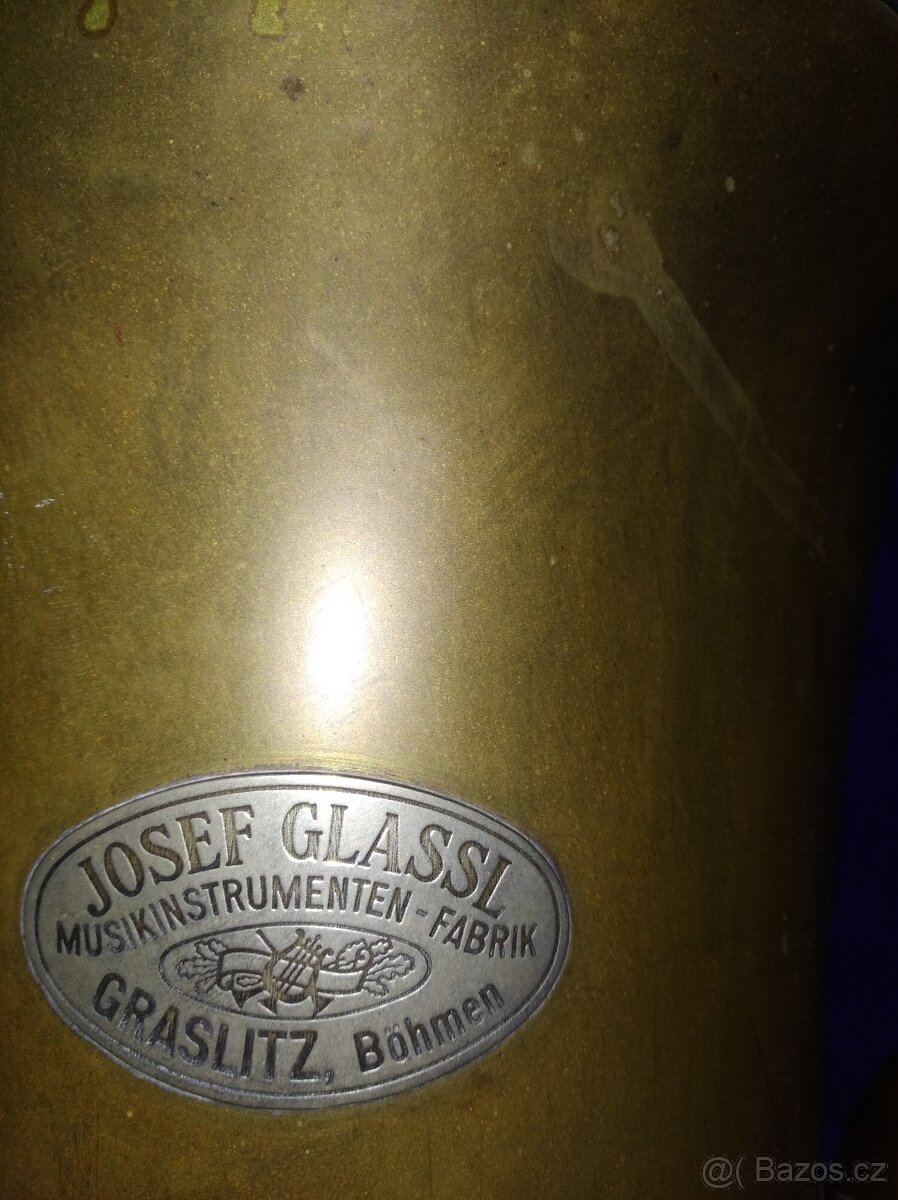 JOSEF GLASSL
MUSIKINSTRUMENTEN - FABRIK
GRASLITZ, Böhmen
@( Bazos.cz